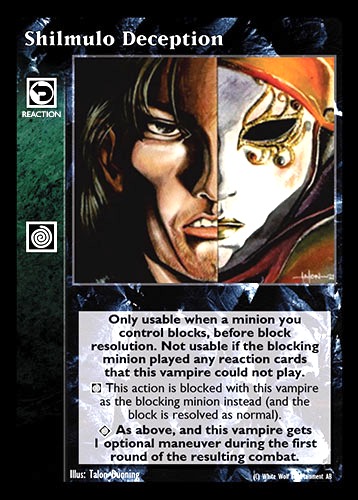 Shilmulo Deception
REACTION
Only usable when a minion you
control blocks, before block
resolution. Not usable if the blocking
minion played any reaction cards
that this vampire could not play.
This action is blocked with this vampire
as the blocking minion instead (and the
block is resolved as normal).
As above, and this vampire gets
1 optional maneuver during the first
round of the resulting combat.
Illus: Talon Dunning (C) White Wolf Entertainment AB